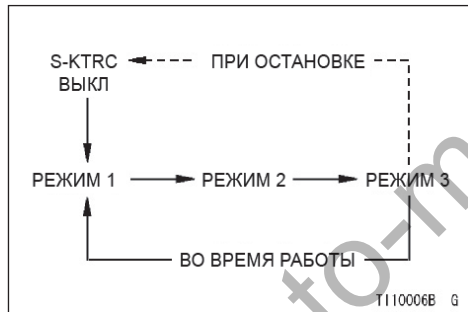 S-KTRC ПРИ ОСТАНОВКЕ
ВЫКЛ
РЕЖИМ 1 РЕЖИМ 2 РЕЖИМ 3
ВО ВРЕМЯ РАБОТЫ
TI10006B G